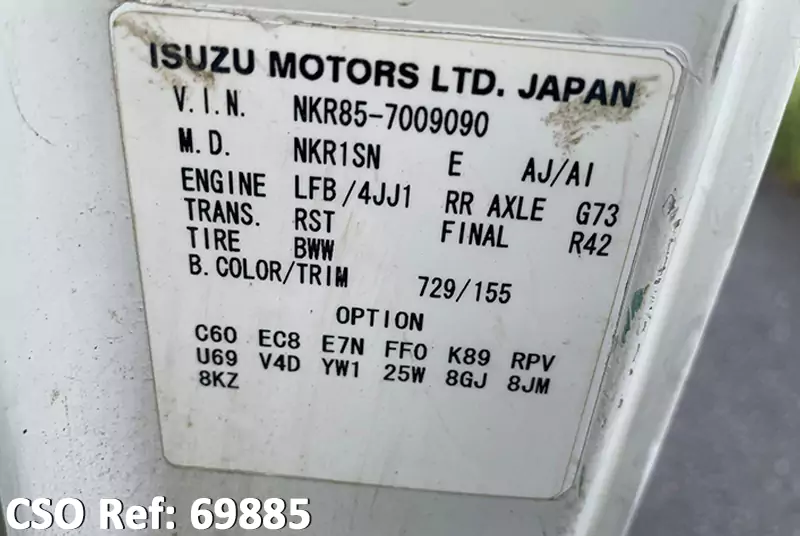 ISUZU MOTORS LTD. JAPAN
V.I.N. NKR85-7009090
M.D. NKR1SN E AJ/AI
ENGINE LFB/4JJ1 RR AXLE G73
TRANS. RST FINAL R42
TIRE BWW
B.COLOR/TRIM 729/155
OPTION
C60 EC8 E7N FF0 K89 RPV
U69 V4D YW1 25W 8GJ 8JM
8KZ
CSO Ref: 69885